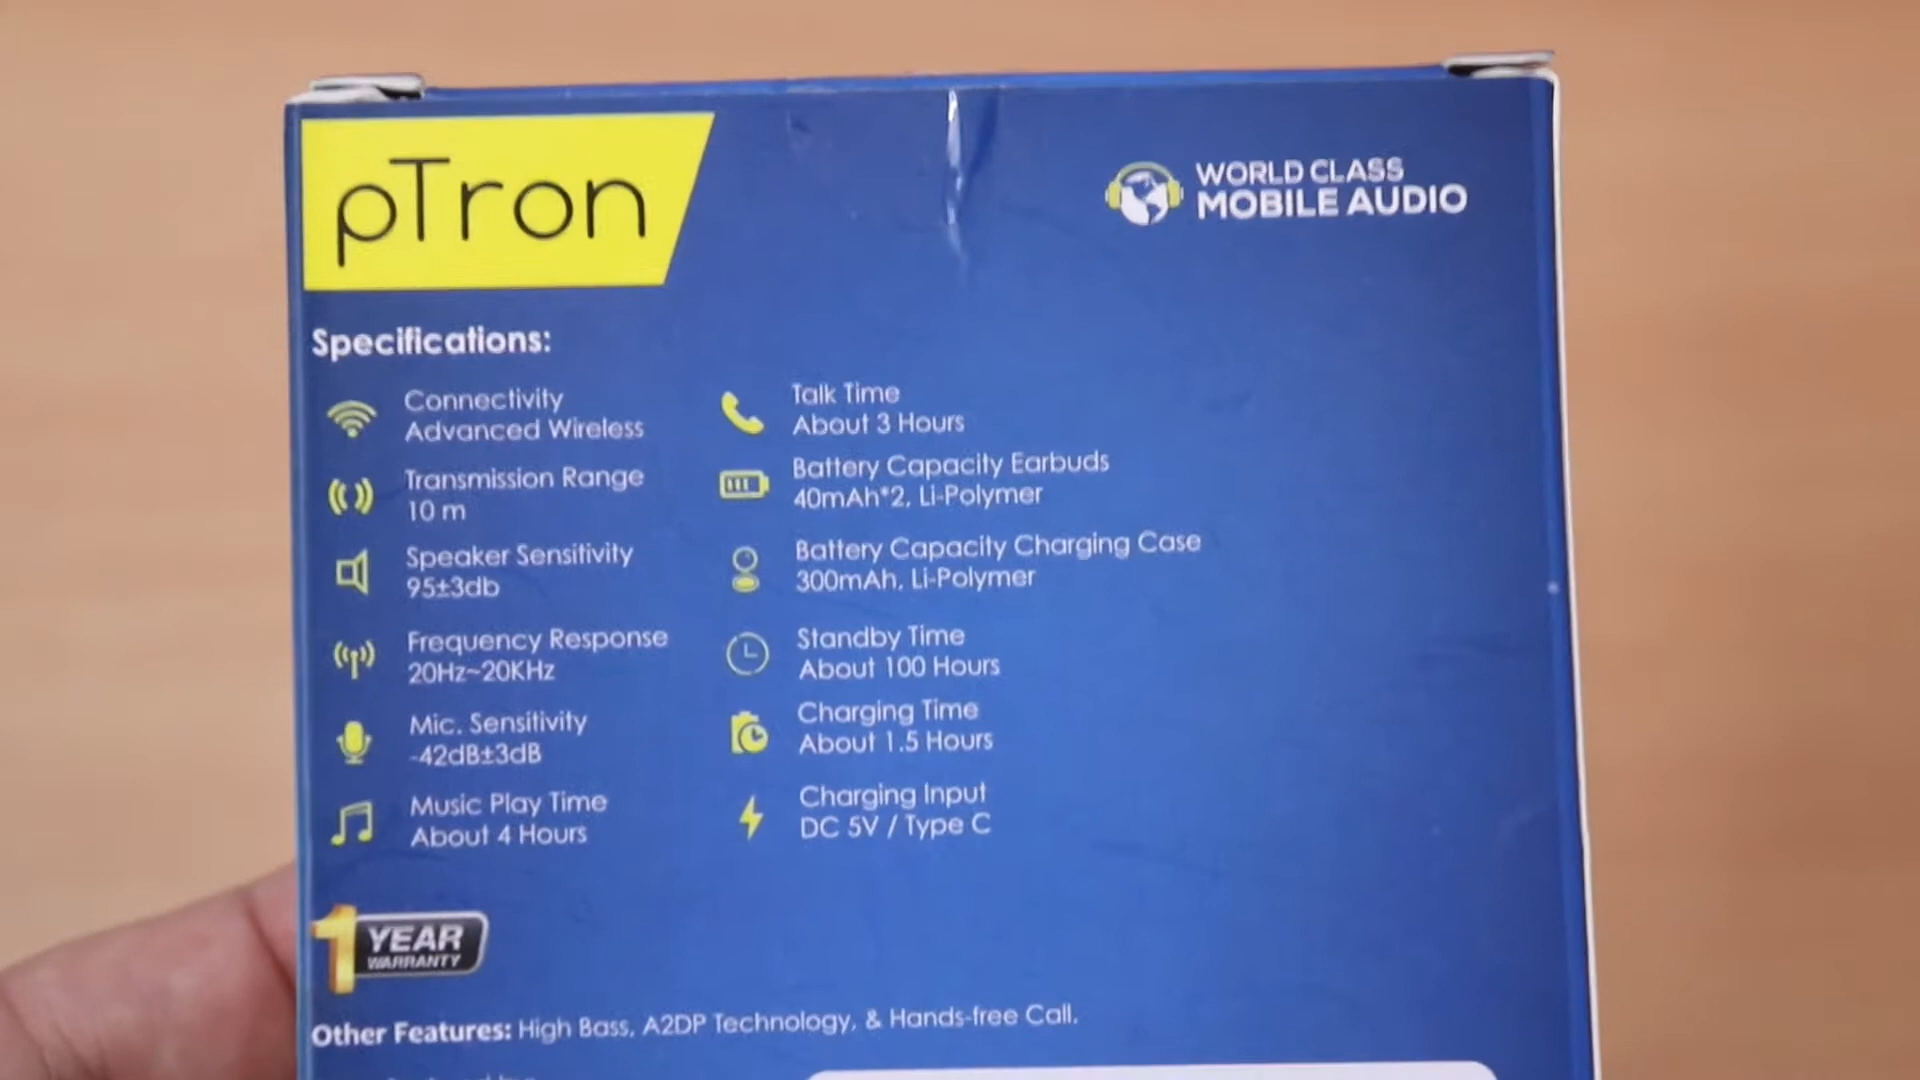 pTron
WORLD CLASS
MOBILE AUDIO
Specifications:
Connectivity
Advanced Wireless
Transmission Range
10 m
Speaker Sensitivity
95±3db
Frequency Response
20Hz~20KHz
Mic. Sensitivity
-42dB±3dB
Music Play Time
About 4 Hours
Talk Time
About 3 Hours
Battery Capacity Earbuds
40mAh*2, Li-Polymer
Battery Capacity Charging Case
300mAh, Li-Polymer
Standby Time
About 100 Hours
Charging Time
About 1.5 Hours
Charging Input
DC 5V / Type C
1 YEAR
WARRANTY
Other Features: High Bass, A2DP Technology, & Hands-free Call.